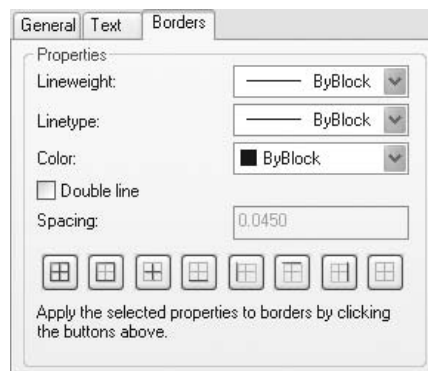 General Text Borders
Properties
Lineweight: ByBlock
Linetype: ByBlock
Color: ByBlock
Double line
Spacing: 0.0450
Apply the selected properties to borders by clicking
the buttons above.